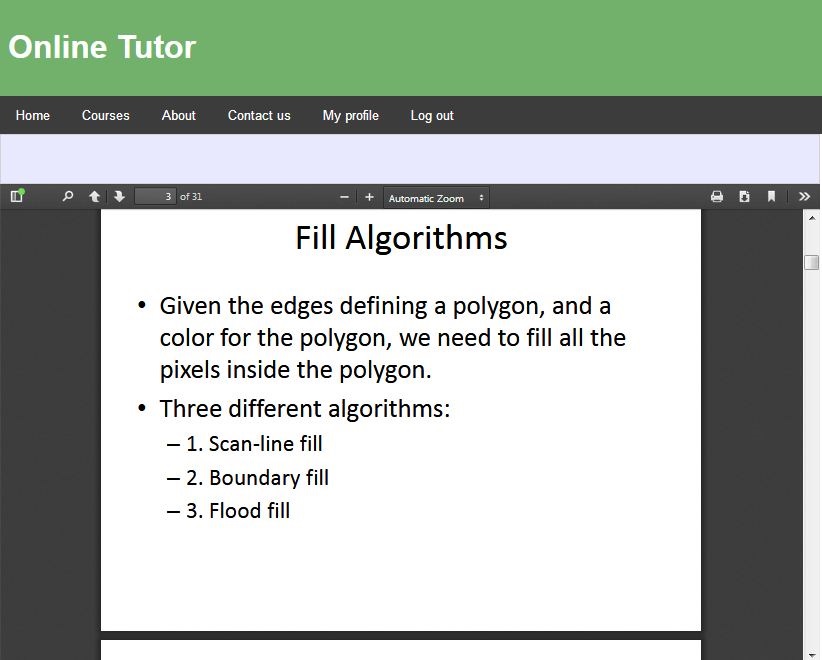 Online Tutor
Home Courses About Contact us My profile Log out
3 of 31 Automatic Zoom
Fill Algorithms
• Given the edges defining a polygon, and a
color for the polygon, we need to fill all the
pixels inside the polygon.
• Three different algorithms:
– 1. Scan-line fill
– 2. Boundary fill
– 3. Flood fill